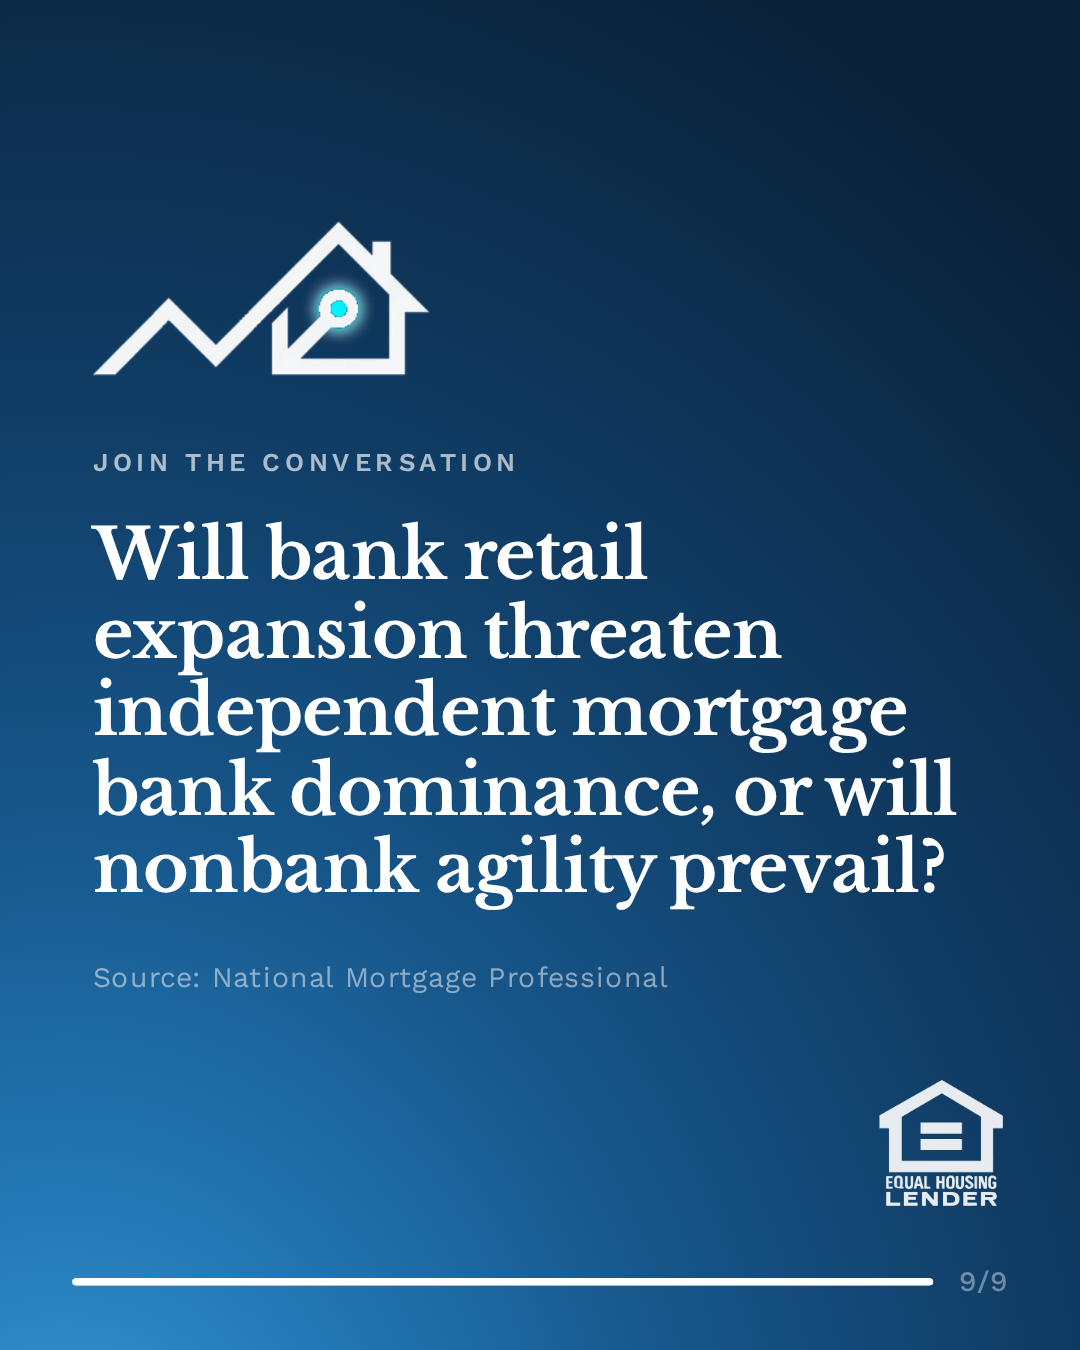 JOIN THE CONVERSATION
Will bank retail
expansion threaten
independent mortgage
bank dominance, or will
nonbank agility prevail?
Source: National Mortgage Professional
EQUAL HOUSING
LENDER
9/9